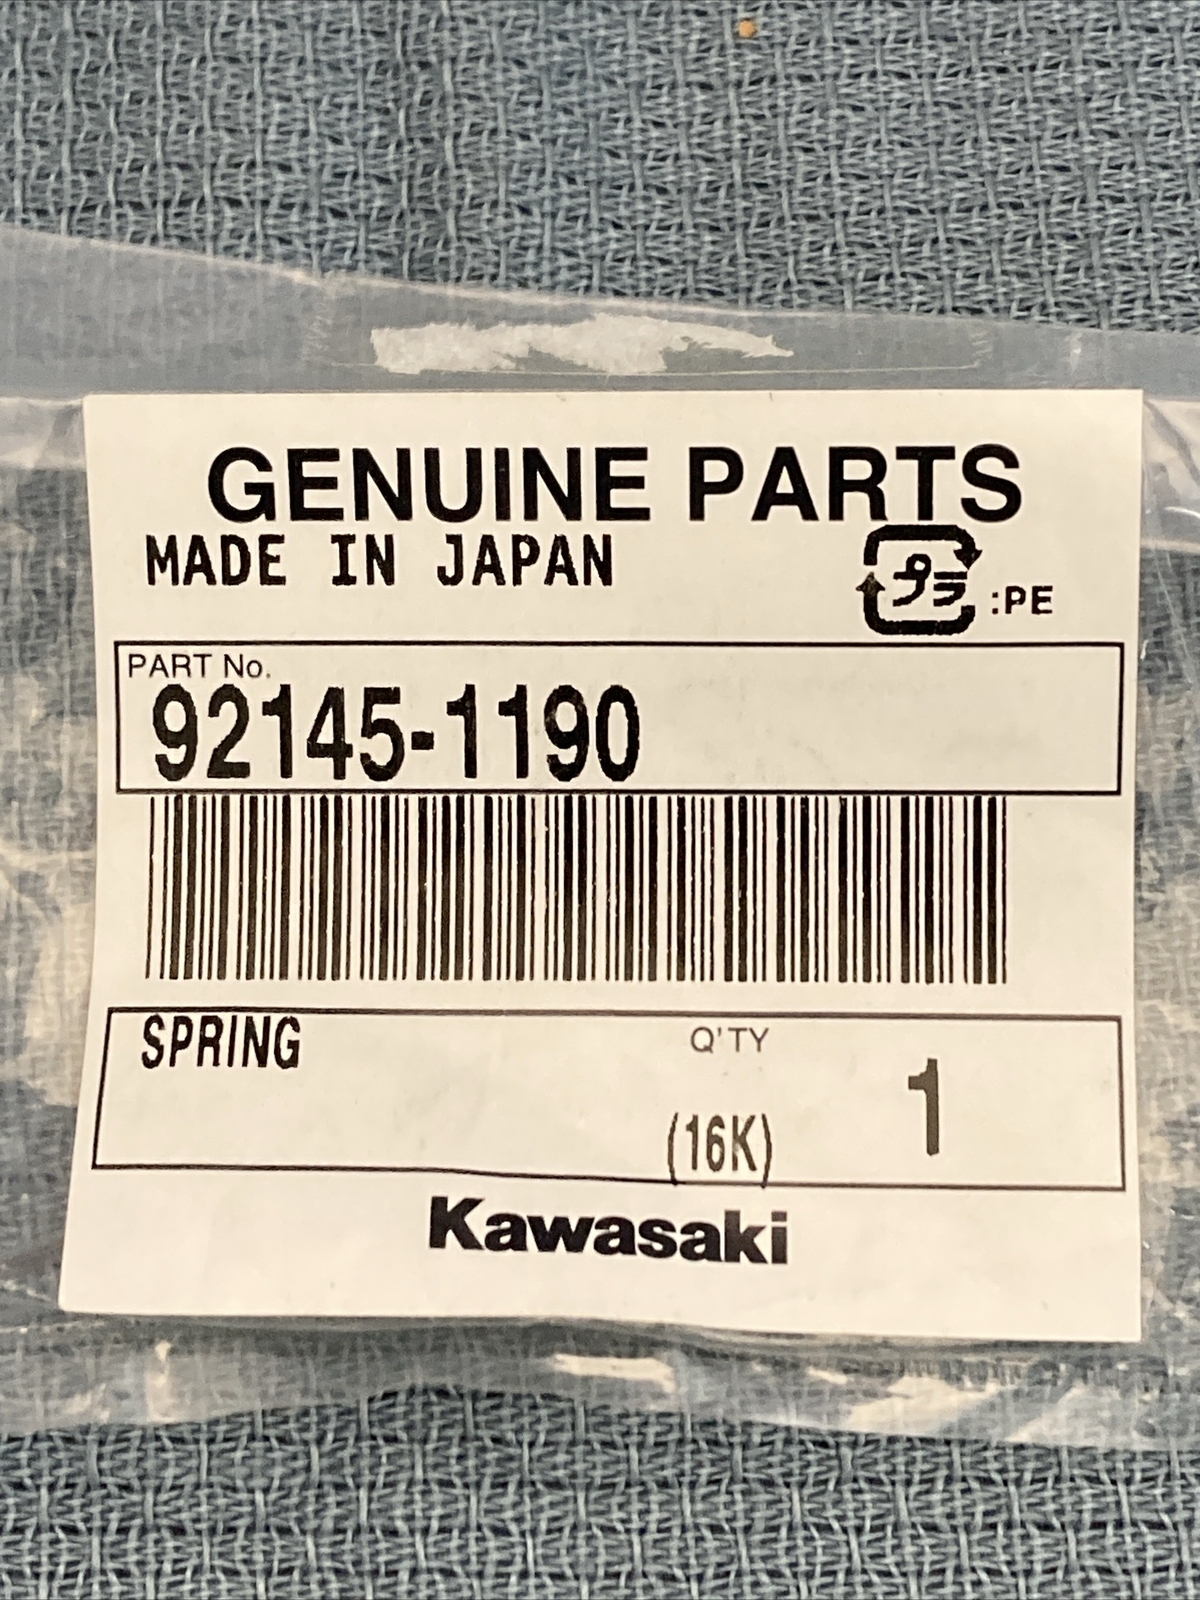 GENUINE PARTS
MADE IN JAPAN
プラ :PE
PART No.
92145-1190
SPRING Q'TY 1
(16K)
Kawasaki